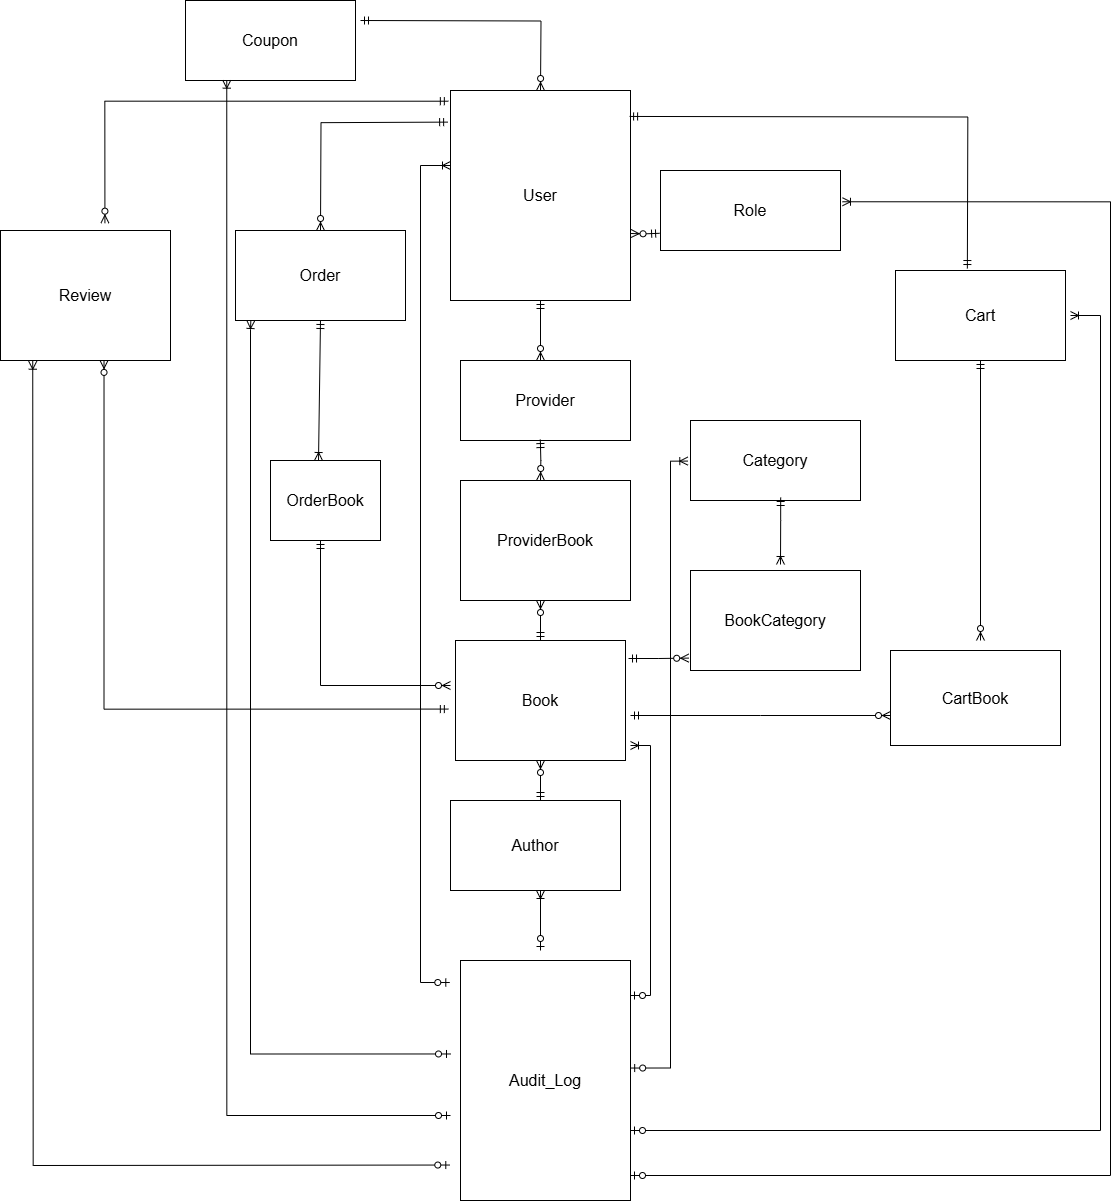 Coupon
User
Role
Review
Order
Cart
Provider
Category
OrderBook
ProviderBook
BookCategory
Book
CartBook
Author
Audit_Log